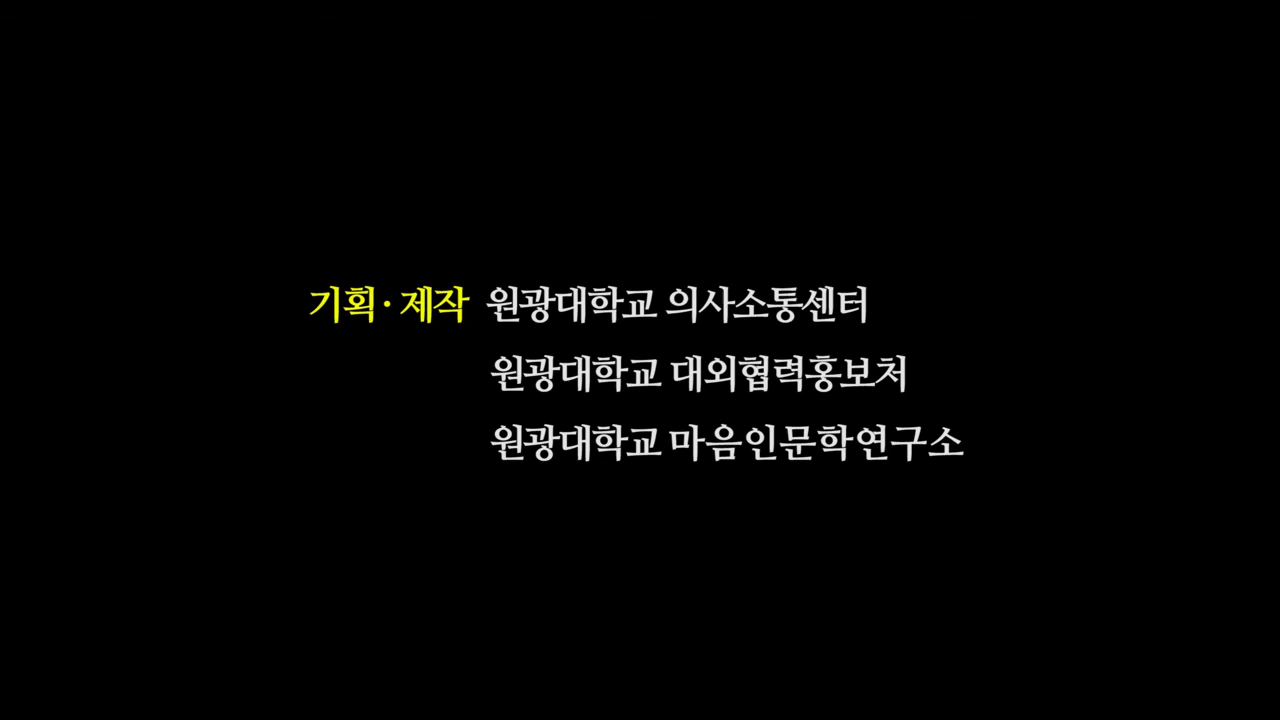 기획· 제작 원광대학교 의사소통센터
원광대학교 대외협력홍보처
원광대학교 마음인문학연구소